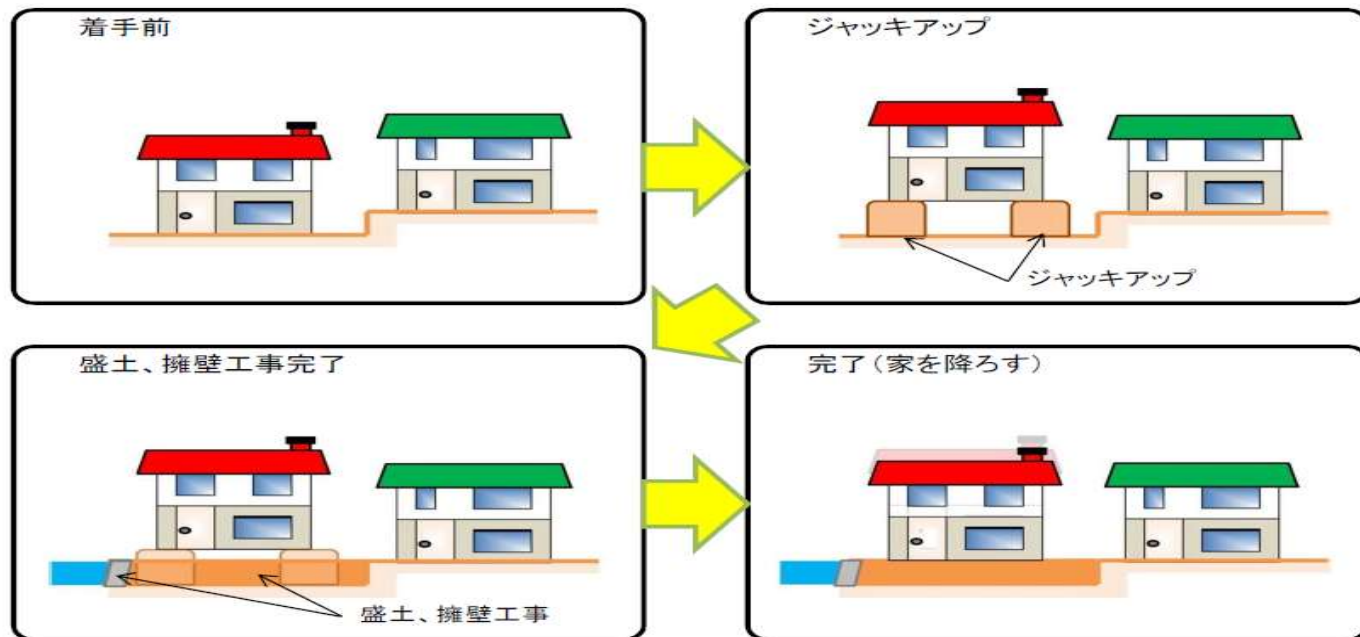 着手前
ジャッキアップ
ジャッキアップ
盛土、擁壁工事完了
盛土、擁壁工事
完了(家を降ろす)